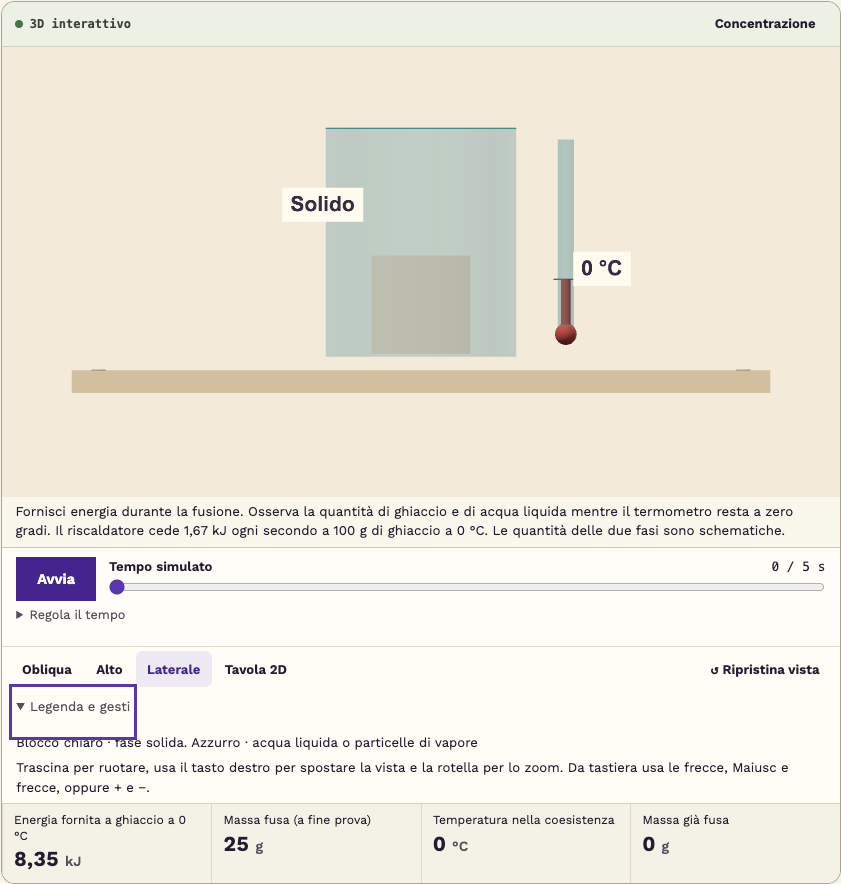 3D interattivo
Concentrazione
Solido
0 °C
Fornisci energia durante la fusione. Osserva la quantità di ghiaccio e di acqua liquida mentre il termometro resta a zero
gradi. Il riscaldatore cede 1,67 kJ ogni secondo a 100 g di ghiaccio a 0 °C. Le quantità delle due fasi sono schematiche.
Avvia
Tempo simulato
0 / 5 s
▶ Regola il tempo
Obliqua
Alto
Laterale
Tavola 2D
↺ Ripristina vista
▼ Legenda e gesti
Blocco chiaro · fase solida. Azzurro · acqua liquida o particelle di vapore
Trascina per ruotare, usa il tasto destro per spostare la vista e la rotella per lo zoom. Da tastiera usa le frecce, Maiusc e
frecce, oppure + e −.
Energia fornita a ghiaccio a 0
°C
8,35 kJ
Massa fusa (a fine prova)
25 g
Temperatura nella coesistenza
0 °C
Massa già fusa
0 g